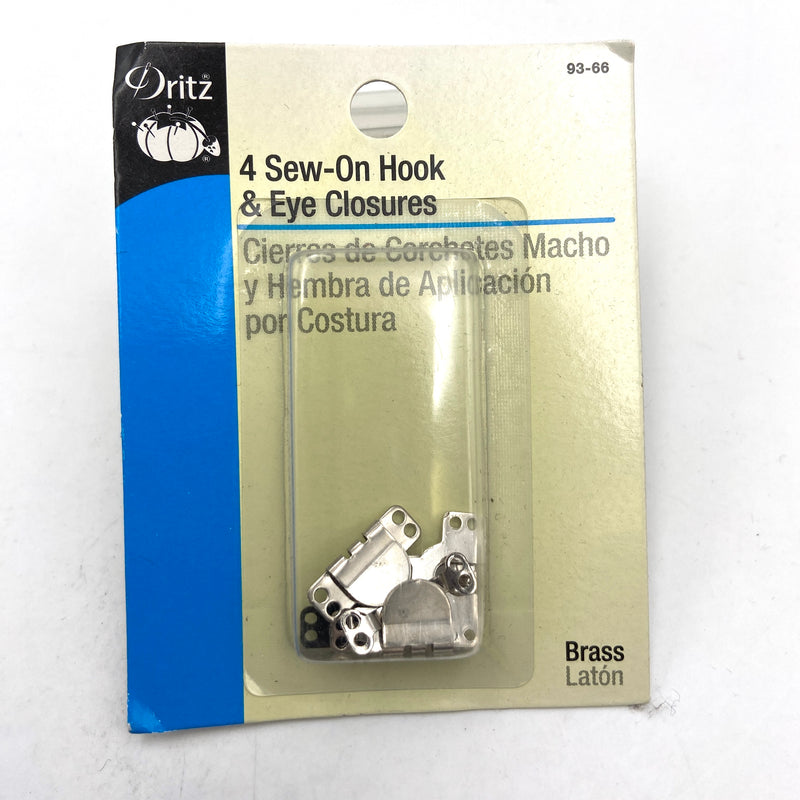 Dritz®
®
93-66
4 Sew-On Hook
& Eye Closures
Cierres de Corchetes Macho
y Hembra de Aplicación
por Costura
Brass
Latón